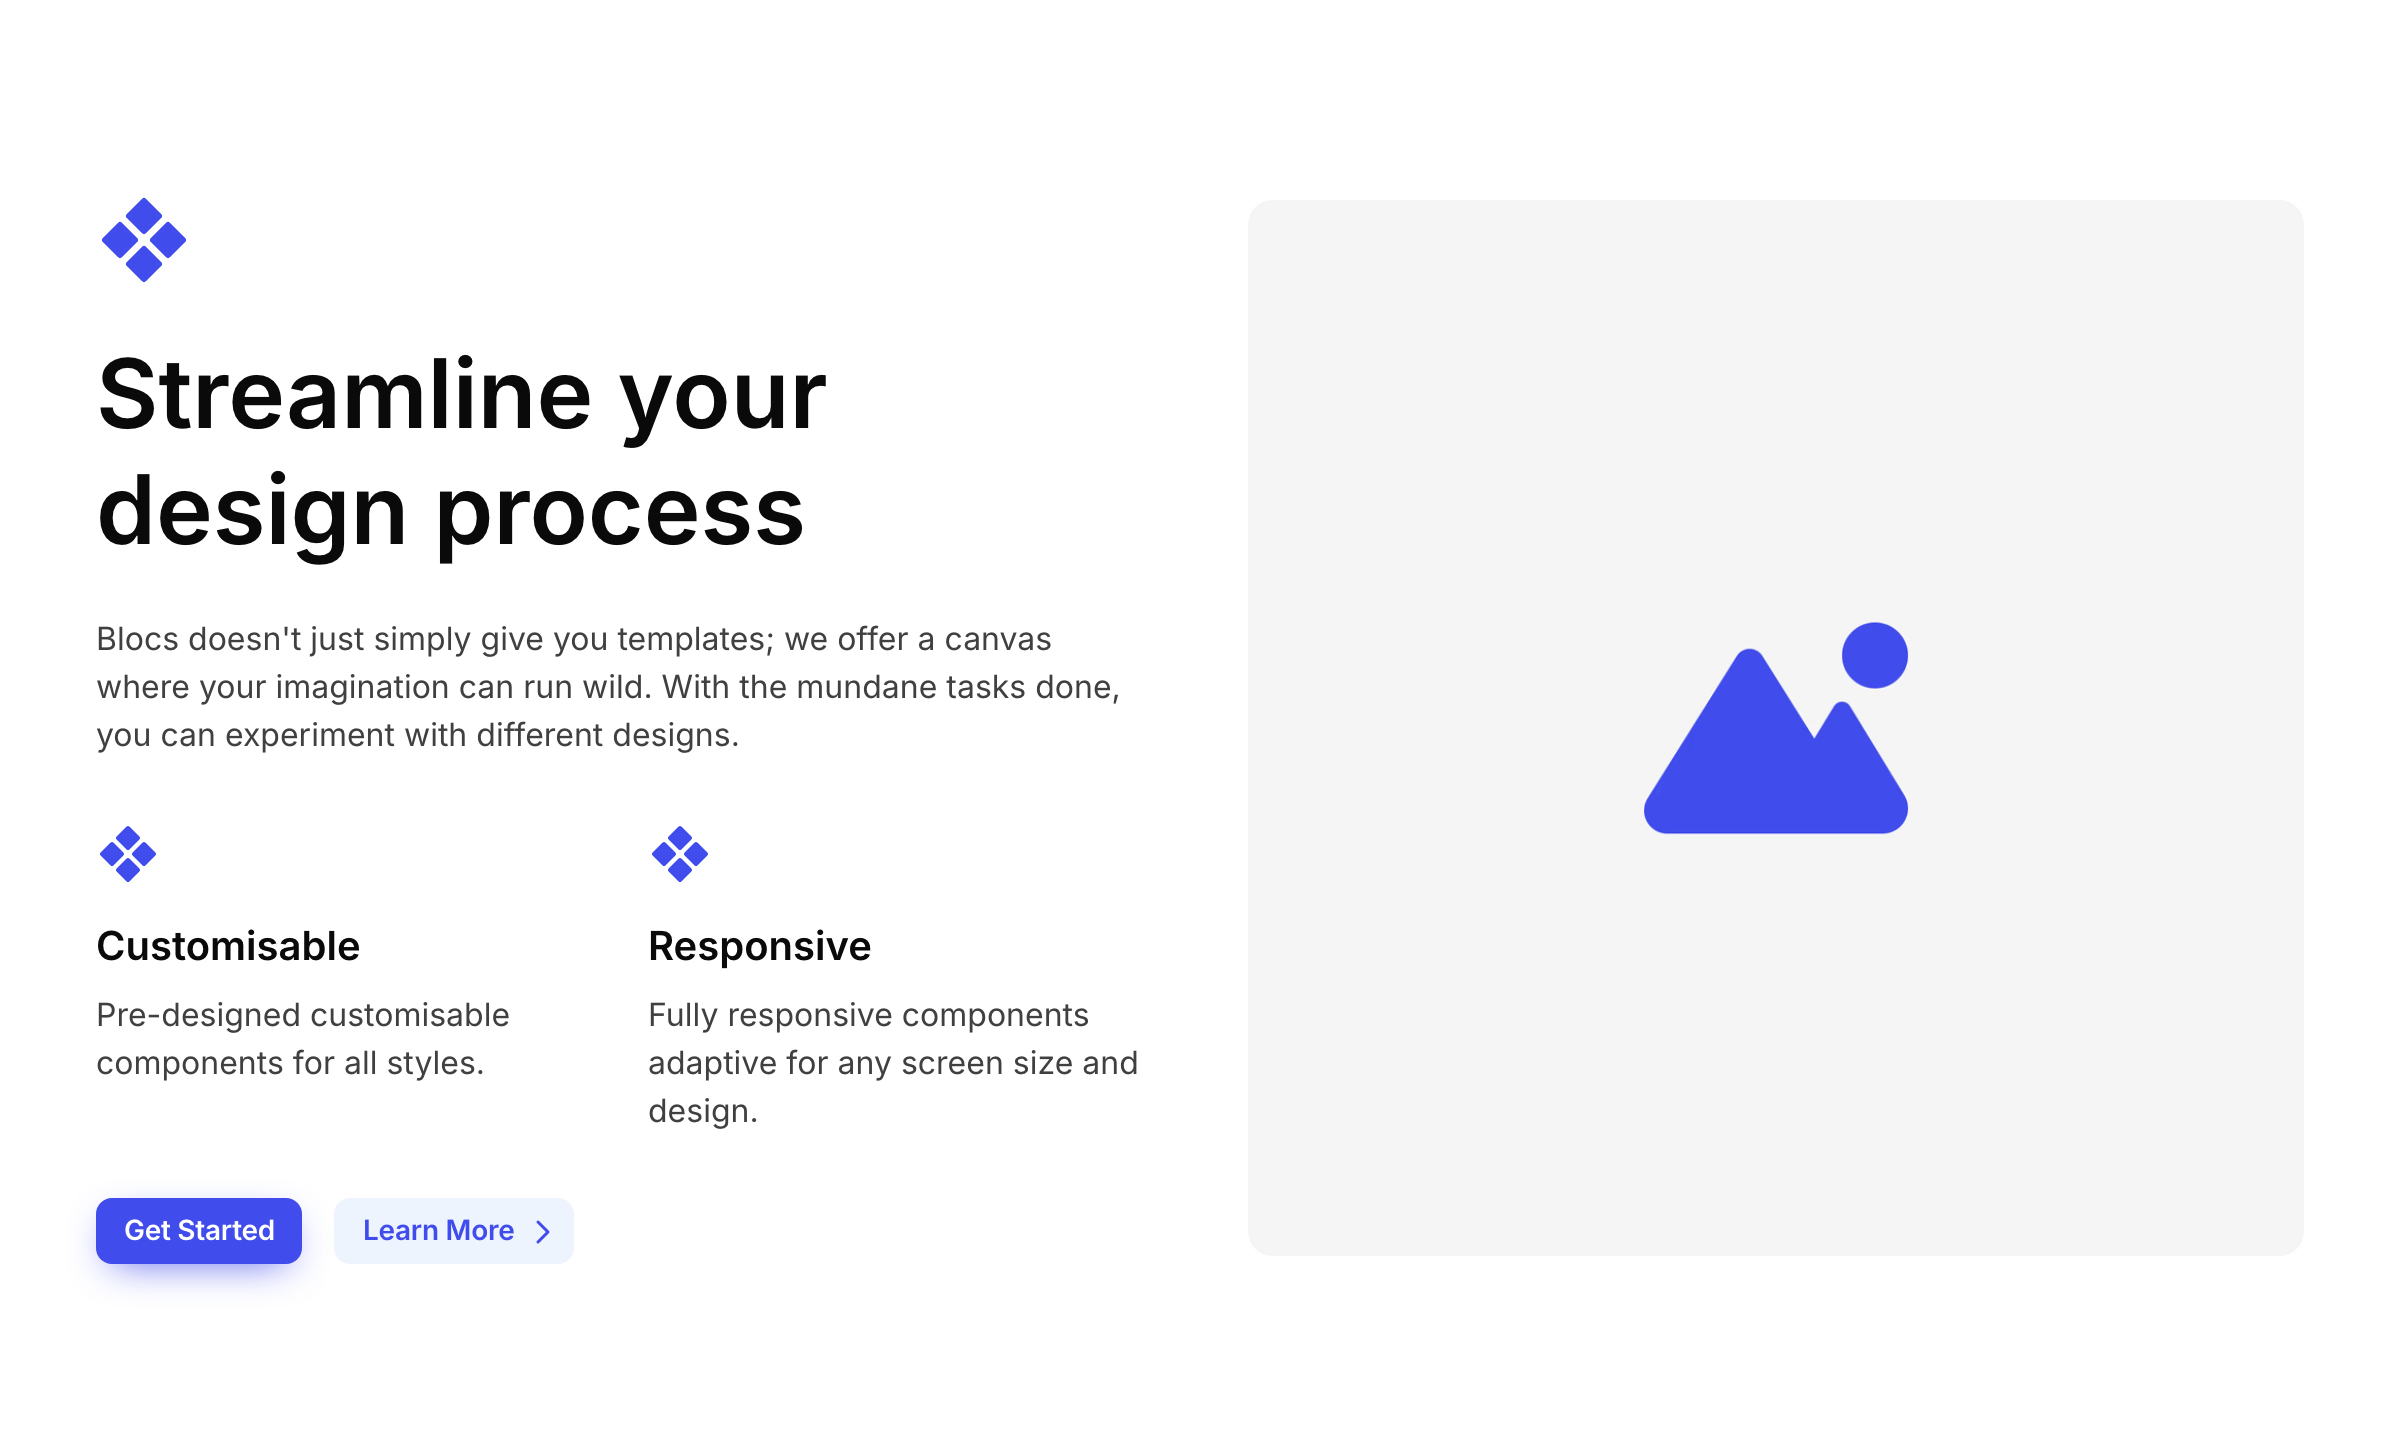 Streamline your
design process
Blocs doesn't just simply give you templates; we offer a canvas
where your imagination can run wild. With the mundane tasks done,
you can experiment with different designs.
Customisable
Pre-designed customisable
components for all styles.
Responsive
Fully responsive components
adaptive for any screen size and
design.
Get Started
Learn More